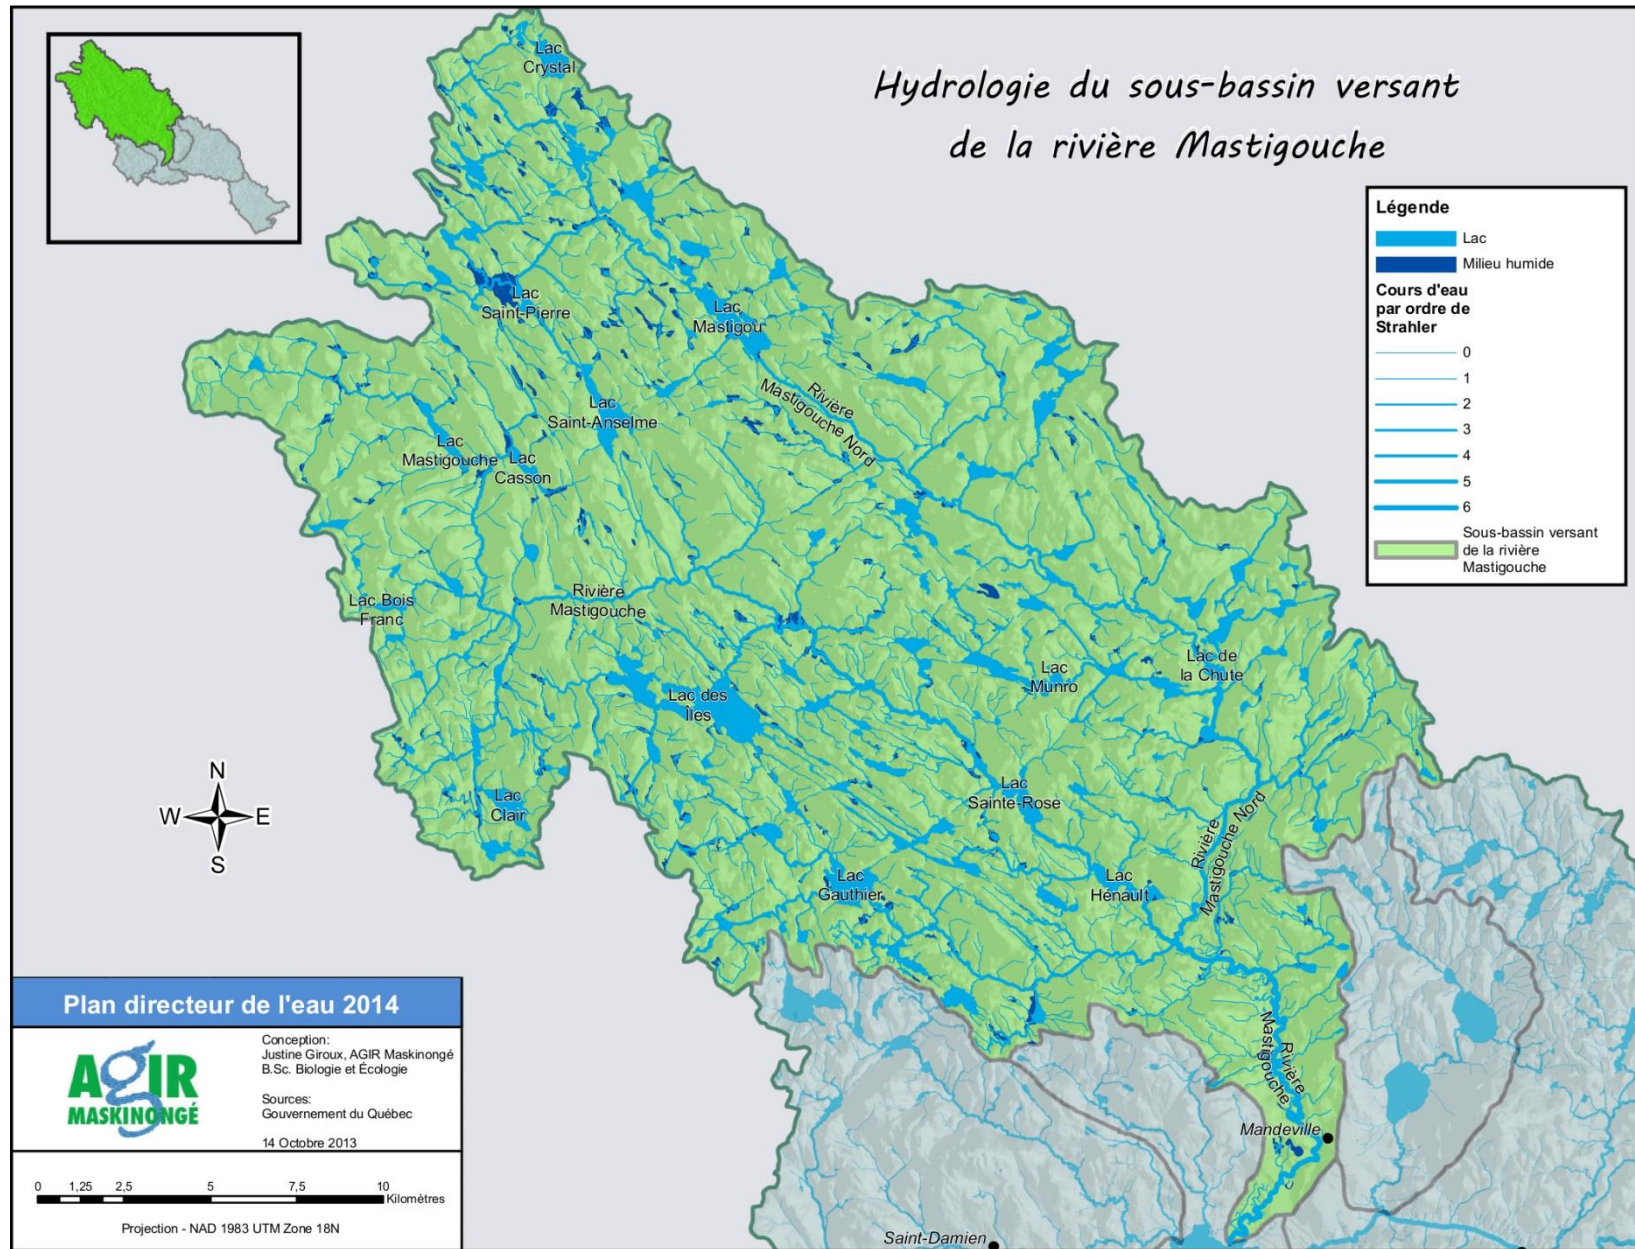 Hydrologie du sous-bassin versant
de la rivière Mastigouche
Légende
Lac
Milieu humide
Cours d'eau
par ordre de
Strahler
0
1
2
3
4
5
6
Sous-bassin versant
de la rivière
Mastigouche
Lac
Crystal
Lac
Saint-Pierre
Lac
Mastigou
Rivière
Mastigouche Nord
Lac
Saint-Anselme
Lac
Mastigouche
Lac
Casson
Lac Bois
Franc
Rivière
Mastigouche
Lac des
Îles
Lac
Munro
Lac de
la Chute
Lac
Clair
Lac
Sainte-Rose
Rivière
Mastigouche Nord
Lac
Gauthier
Lac
Hénault
Rivière
Mastigouche
Mandeville
Saint-Damien
N
W
E
S
Plan directeur de l'eau 2014
AGIR
MASKINONGÉ
Conception:
Justine Giroux, AGIR Maskinongé
B.Sc. Biologie et Écologie
Sources:
Gouvernement du Québec
14 Octobre 2013
0 1,25 2,5 5 7,5 10
Kilomètres
Projection - NAD 1983 UTM Zone 18N